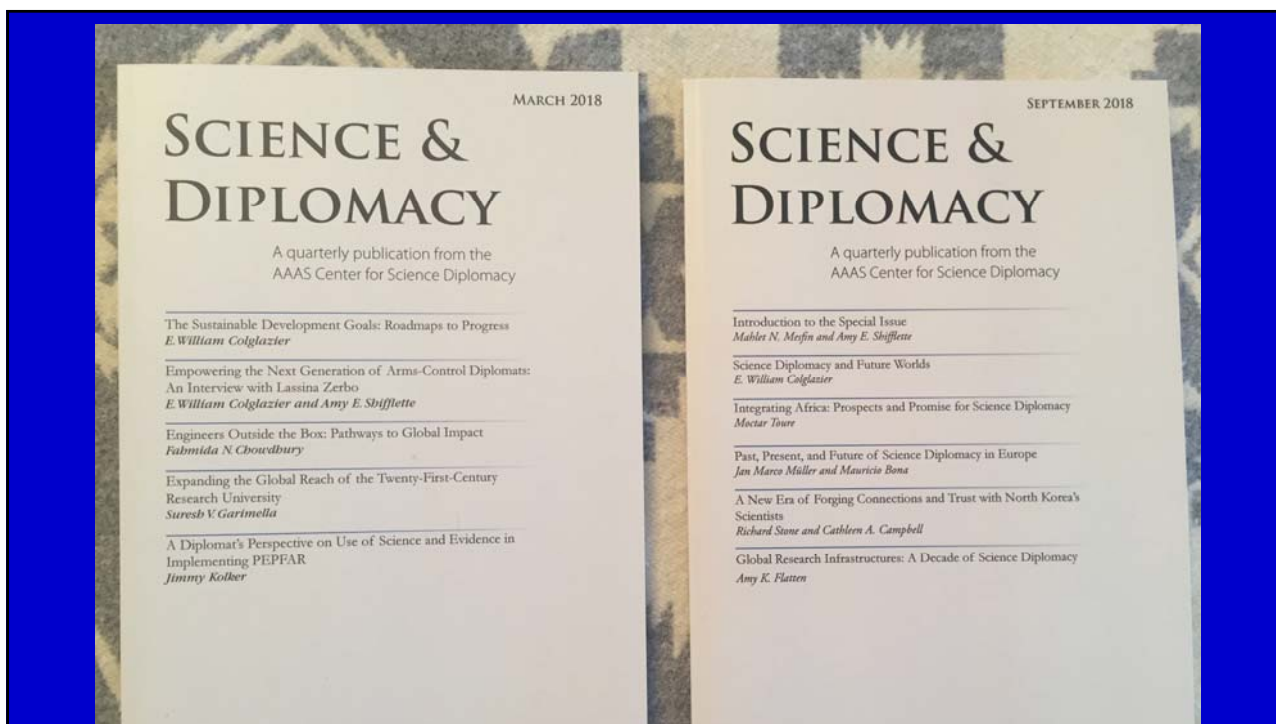 MARCH 2018
SCIENCE &
DIPLOMACY
A quarterly publication from the
AAAS Center for Science Diplomacy
The Sustainable Development Goals: Roadmaps to Progress
E. William Colglazier
Empowering the Next Generation of Arms-Control Diplomats:
An Interview with Lassina Zerbo
E. William Colglazier and Amy E. Shifflette
Engineers Outside the Box: Pathways to Global Impact
Fahmida N. Chowdhury
Expanding the Global Reach of the Twenty-First-Century
Research University
Suresh V. Garimella
A Diplomat's Perspective on Use of Science and Evidence in
Implementing PEPFAR
Jimmy Kolker
SEPTEMBER 2018
SCIENCE &
DIPLOMACY
A quarterly publication from the
AAAS Center for Science Diplomacy
Introduction to the Special Issue
Mahlet N. Mesfin and Amy E. Shifflette
Science Diplomacy and Future Worlds
E. William Colglazier
Integrating Africa: Prospects and Promise for Science Diplomacy
Moctar Toure
Past, Present, and Future of Science Diplomacy in Europe
Jan Marco Müller and Mauricio Bona
A New Era of Forging Connections and Trust with North Korea's
Scientists
Richard Stone and Cathleen A. Campbell
Global Research Infrastructures: A Decade of Science Diplomacy
Amy K. Flatten